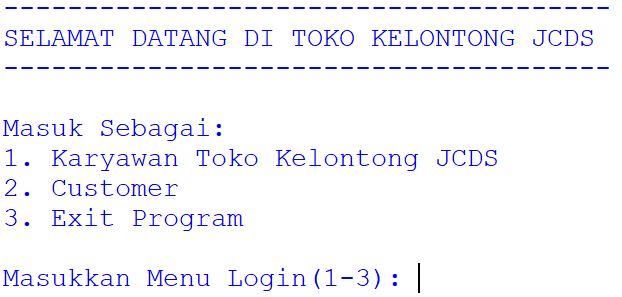 --------------------------------------
SELAMAT DATANG DI TOKO KELONTONG JCDS
--------------------------------------
Masuk Sebagai:
1. Karyawan Toko Kelontong JCDS
2. Customer
3. Exit Program
Masukkan Menu Login(1-3):